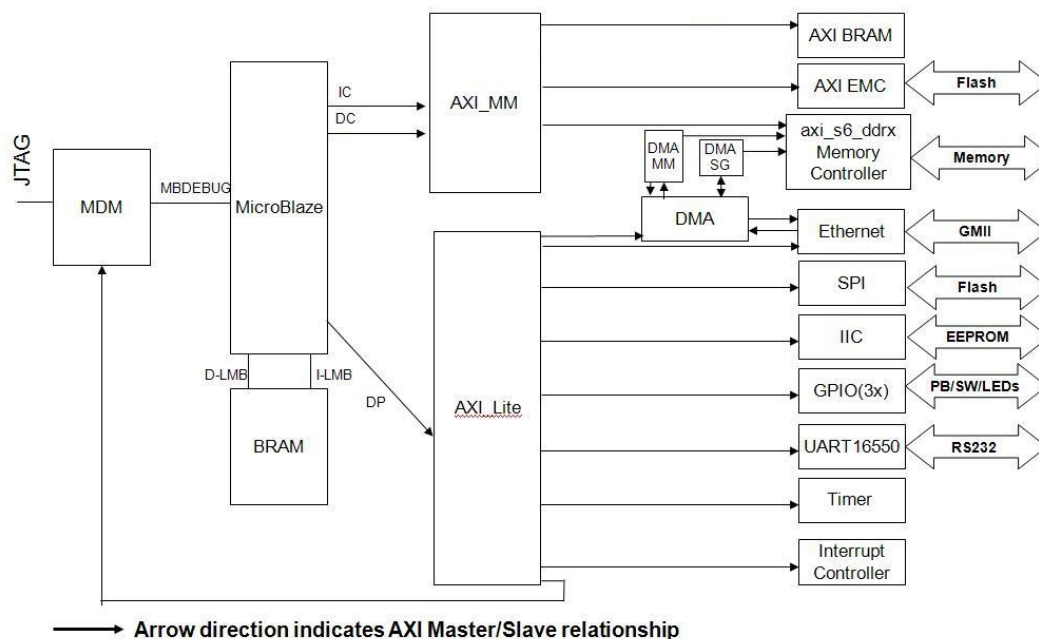 JTAG
MDM
MBDEBUG
MicroBlaze
IC
DC
AXI_MM
D-LMB
I-LMB
BRAM
DP
AXI_Lite
DMA
MM
DMA
SG
DMA
AXI BRAM
AXI EMC
Flash
axi_s6_ddrx
Memory
Controller
Memory
Ethernet
GMII
SPI
Flash
IIC
EEPROM
GPIO(3x)
PB/SW/LEDs
UART16550
RS232
Timer
Interrupt
Controller
Arrow direction indicates AXI Master/Slave relationship